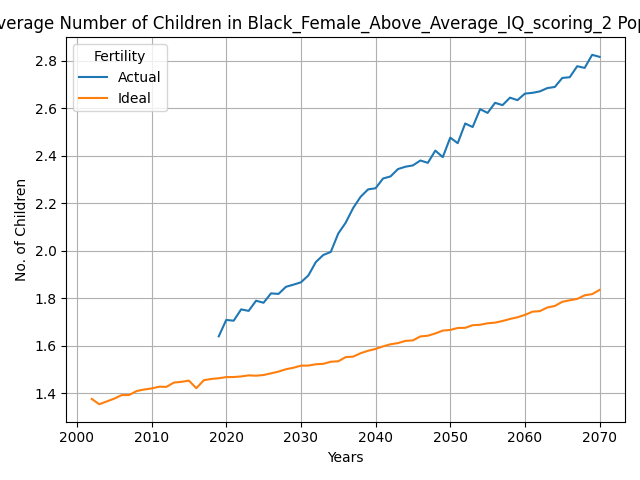 verage Number of Children in Black_Female_Above_Average_IQ_scoring_2 Pop
Fertility
Actual
Ideal
No. of Children
2.8
2.6
2.4
2.2
2.0
1.8
1.6
1.4
2000 2010 2020 2030 2040 2050 2060 2070
Years